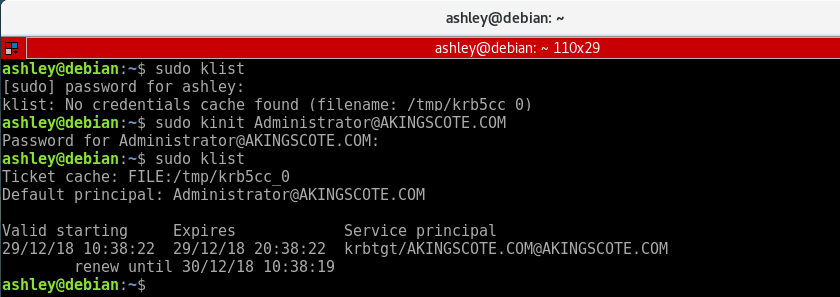 ashley@debian: ~
ashley@debian: ~ 110x29
ashley@debian:~$ sudo klist
[sudo] password for ashley:
klist: No credentials cache found (filename: /tmp/krb5cc_0)
ashley@debian:~$ sudo kinit Administrator@AKINGSCOTE.COM
Password for Administrator@AKINGSCOTE.COM:
ashley@debian:~$ sudo klist
Ticket cache: FILE:/tmp/krb5cc_0
Default principal: Administrator@AKINGSCOTE.COM
Valid starting     Expires            Service principal
29/12/18 10:38:22  29/12/18 20:38:22  krbtgt/AKINGSCOTE.COM@AKINGSCOTE.COM
        renew until 30/12/18 10:38:19
ashley@debian:~$